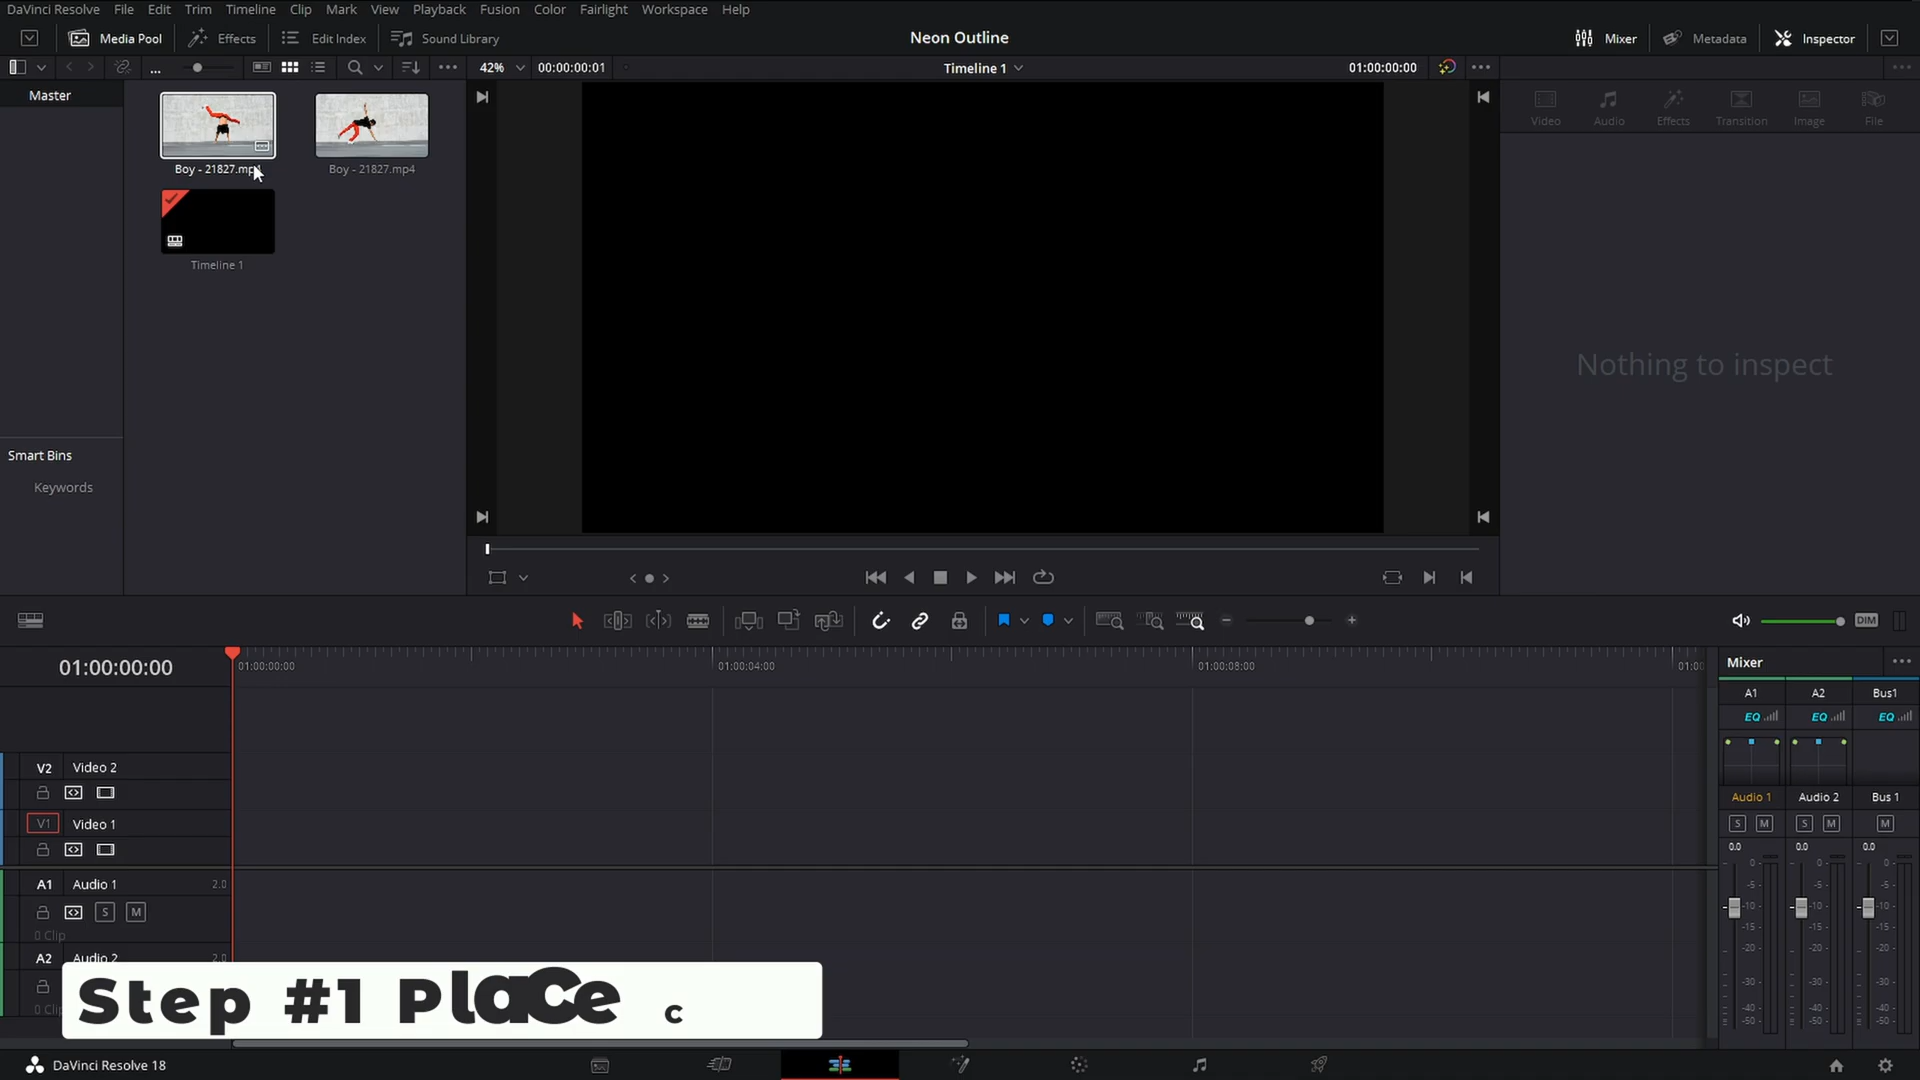 DaVinci Resolve File Edit Trim Timeline Clip Mark View Playback Fusion Color Fairlight Workspace Help
Media Pool Effects Edit Index Sound Library Neon Outline Mixer Metadata Inspector
... 42% 00:00:00:01 Timeline 1 01:00:00:00
Master
Boy - 21827.mp4
Boy - 21827.mp4
Timeline 1
Video Audio Effects Transition Image File
Nothing to inspect
Smart Bins
Keywords
DIM
01:00:00:00
01:00:00:00 01:00:04:00 01:00:08:00 01:00
V2 Video 2
V1 Video 1
A1 Audio 1 2.0
S M
0 Clip
A2 Audio 2 2.0
0 Clip
Mixer
A1 A2 Bus1
EQ EQ EQ
Audio 1 Audio 2 Bus 1
S M S M M
0.0 0.0 0.0
0 0 0
-5 -5 -5
-10 -10 -10
-15 -15 -15
-20 -20 -20
-30 -30 -30
-40 -40 -40
-50 -50 -50
Step #1 Place c
DaVinci Resolve 18